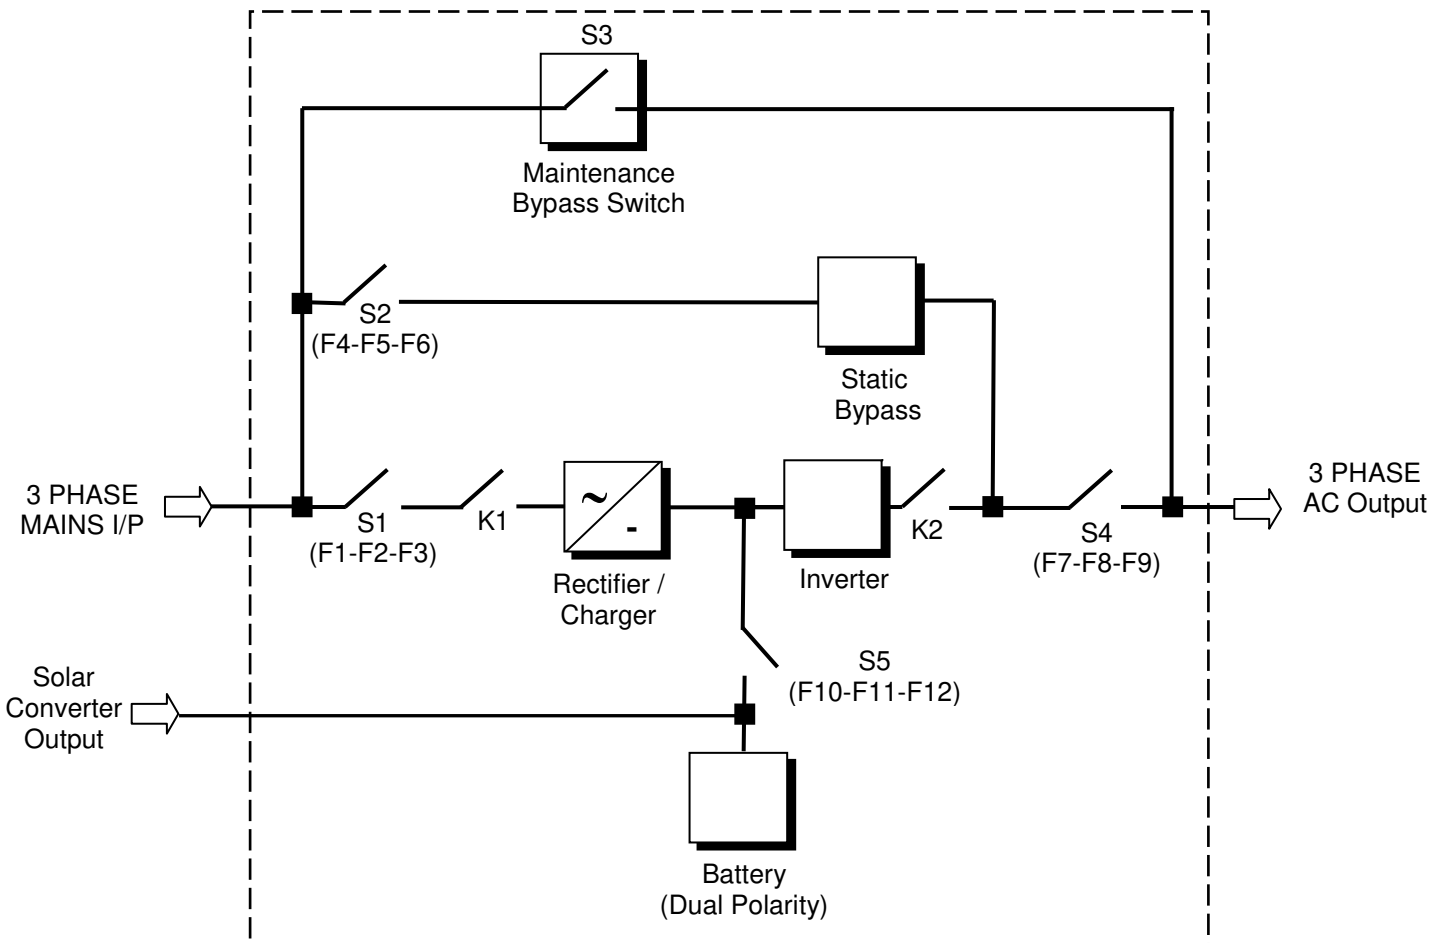 S3
Maintenance
Bypass Switch
S2
(F4-F5-F6)
Static
Bypass
3 PHASE
MAINS I/P
S1
(F1-F2-F3)
K1
~
-
Rectifier /
Charger
Inverter
K2
S4
(F7-F8-F9)
3 PHASE
AC Output
Solar
Converter
Output
S5
(F10-F11-F12)
Battery
(Dual Polarity)